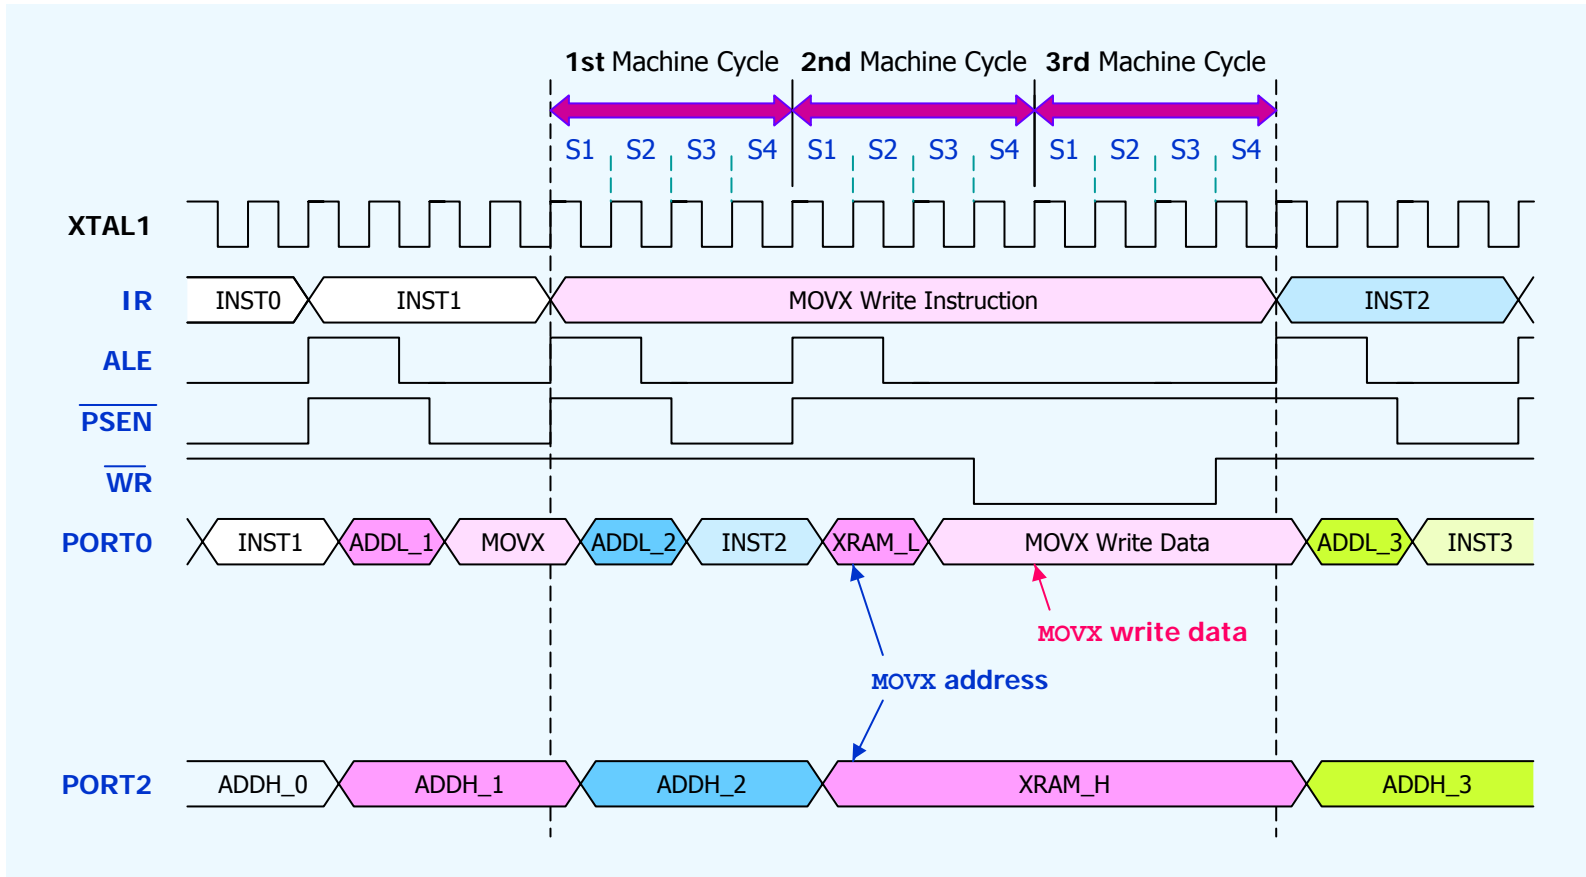 1st Machine Cycle 2nd Machine Cycle 3rd Machine Cycle
S1 S2 S3 S4 S1 S2 S3 S4 S1 S2 S3 S4
XTAL1
IR INST0 INST1 MOVX Write Instruction INST2
ALE
PSEN
WR
PORT0 INST1 ADDL_1 MOVX ADDL_2 INST2 XRAM_L MOVX Write Data ADDL_3 INST3
MOVX write data
MOVX address
PORT2 ADDH_0 ADDH_1 ADDH_2 XRAM_H ADDH_3